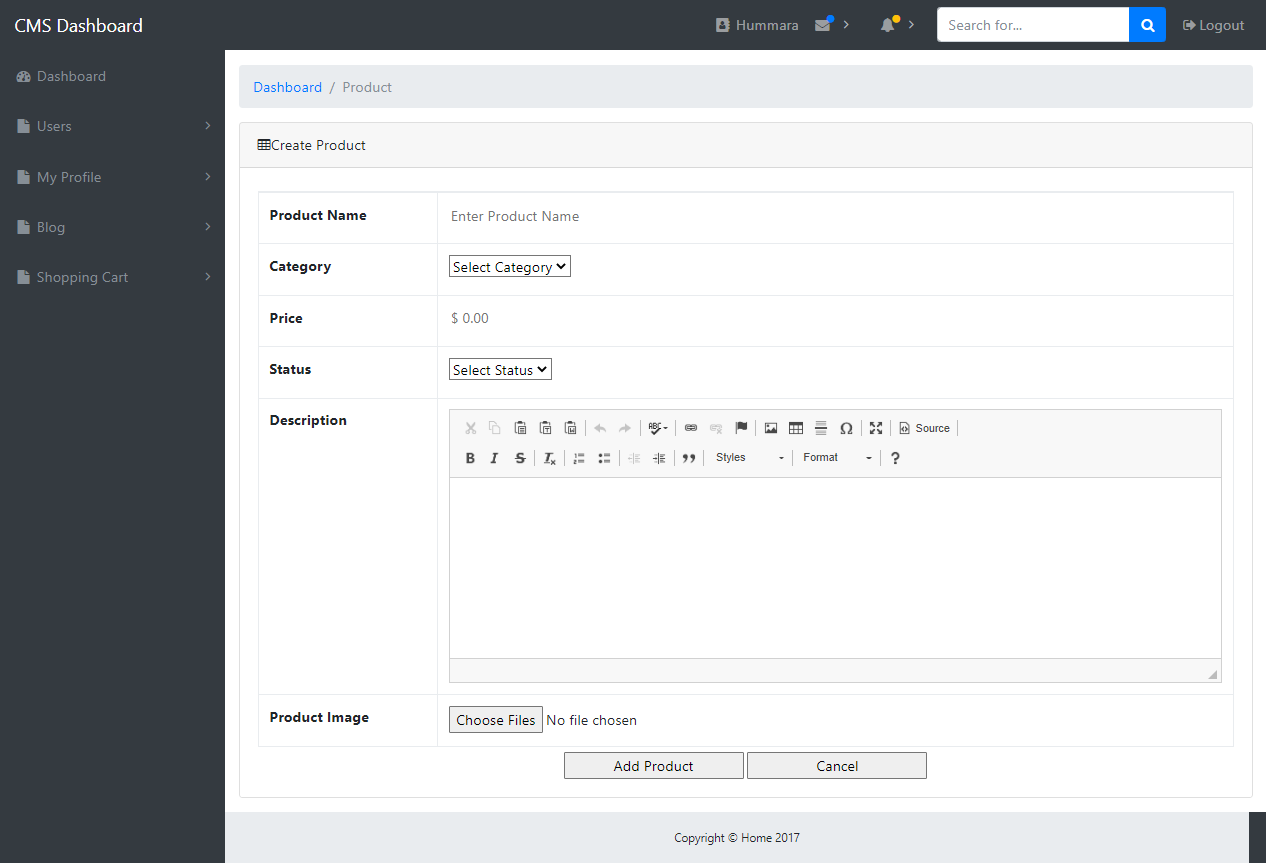 CMS Dashboard
Hummara
Search for...
Logout
Dashboard
Users
My Profile
Blog
Shopping Cart
Dashboard / Product
Create Product
Product Name Enter Product Name
Category Select Category
Price $ 0.00
Status Select Status
Description
ABC Ω Source
B I S Tx Styles Format ?
Product Image Choose Files No file chosen
Add Product Cancel
Copyright © Home 2017